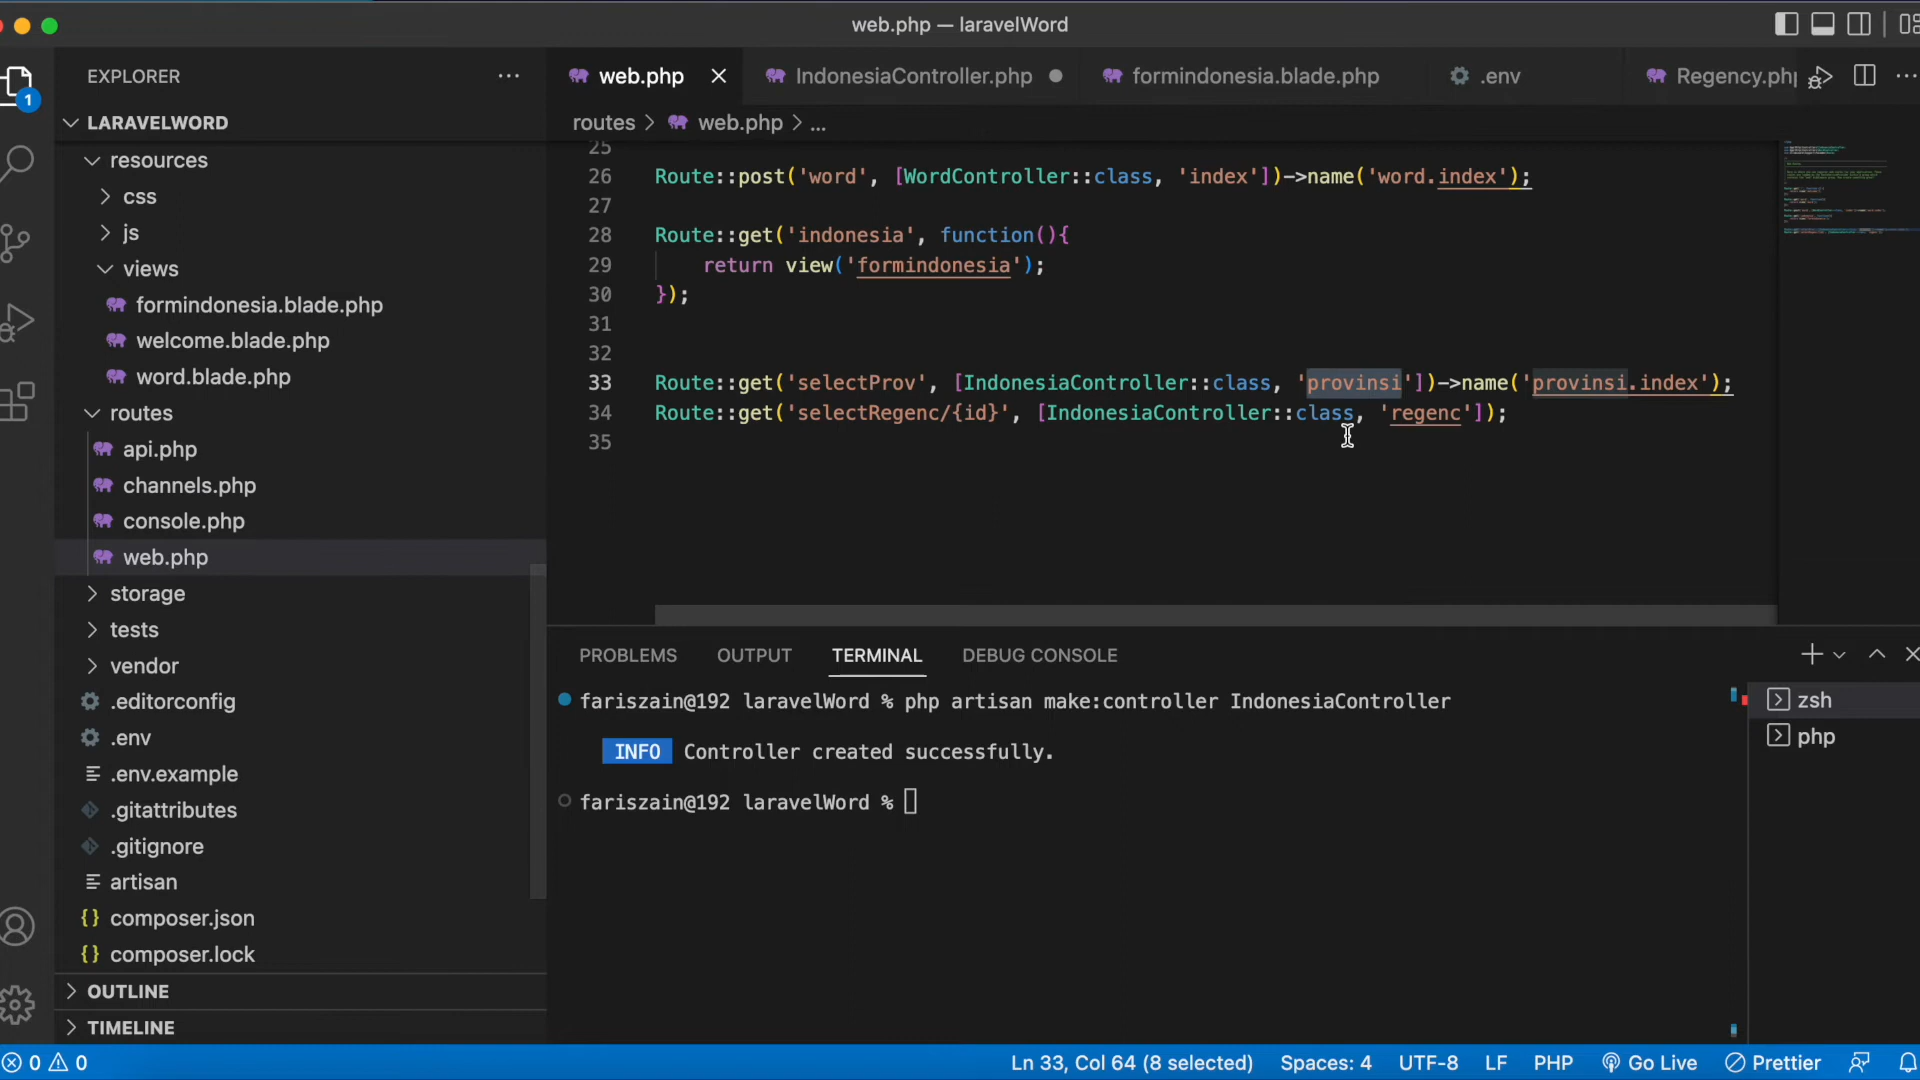 web.php — laravelWord
EXPLORER
web.php
IndonesiaController.php
formindonesia.blade.php
.env
Regency.php
1
LARAVELWORD
routes > web.php > ...
resources
css
js
views
formindonesia.blade.php
welcome.blade.php
word.blade.php
routes
api.php
channels.php
console.php
web.php
storage
tests
vendor
.editorconfig
.env
.env.example
.gitattributes
.gitignore
artisan
composer.json
composer.lock
OUTLINE
TIMELINE
25
26 Route::post('word', [WordController::class, 'index'])->name('word.index');
27
28 Route::get('indonesia', function(){
29 return view('formindonesia');
30 });
31
32
33 Route::get('selectProv', [IndonesiaController::class, 'provinsi'])->name('provinsi.index');
34 Route::get('selectRegenc/{id}', [IndonesiaController::class, 'regenc']);
35
PROBLEMS OUTPUT TERMINAL DEBUG CONSOLE
fariszain@192 laravelWord % php artisan make:controller IndonesiaController
INFO Controller created successfully.
fariszain@192 laravelWord %
zsh
php
0 0 Ln 33, Col 64 (8 selected) Spaces: 4 UTF-8 LF PHP Go Live Prettier